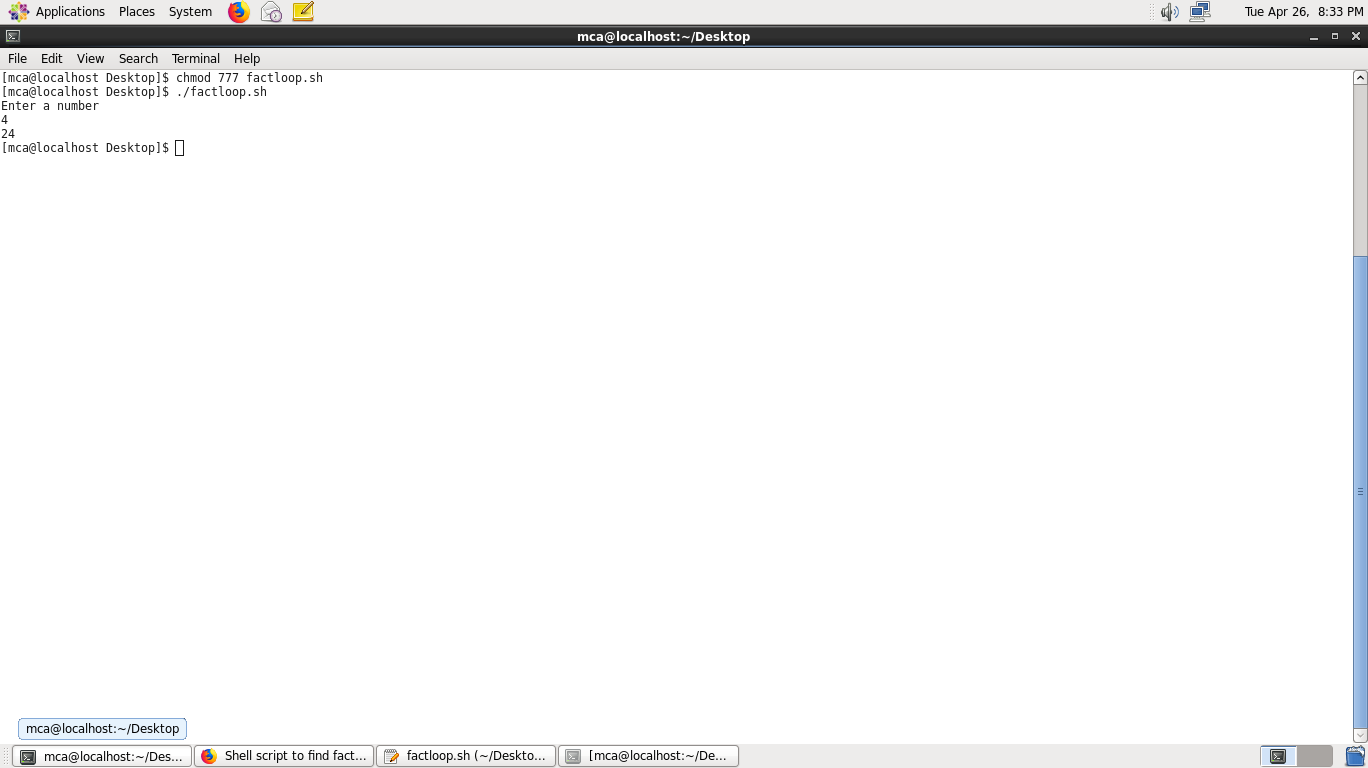 Applications Places System Tue Apr 26, 8:33 PM
mca@localhost:~/Desktop
File Edit View Search Terminal Help
[mca@localhost Desktop]$ chmod 777 factloop.sh
[mca@localhost Desktop]$ ./factloop.sh
Enter a number
4
24
[mca@localhost Desktop]$
mca@localhost:~/Desktop
mca@localhost:~/Des... Shell script to find fact... factloop.sh (~/Deskto... [mca@localhost:~/De...